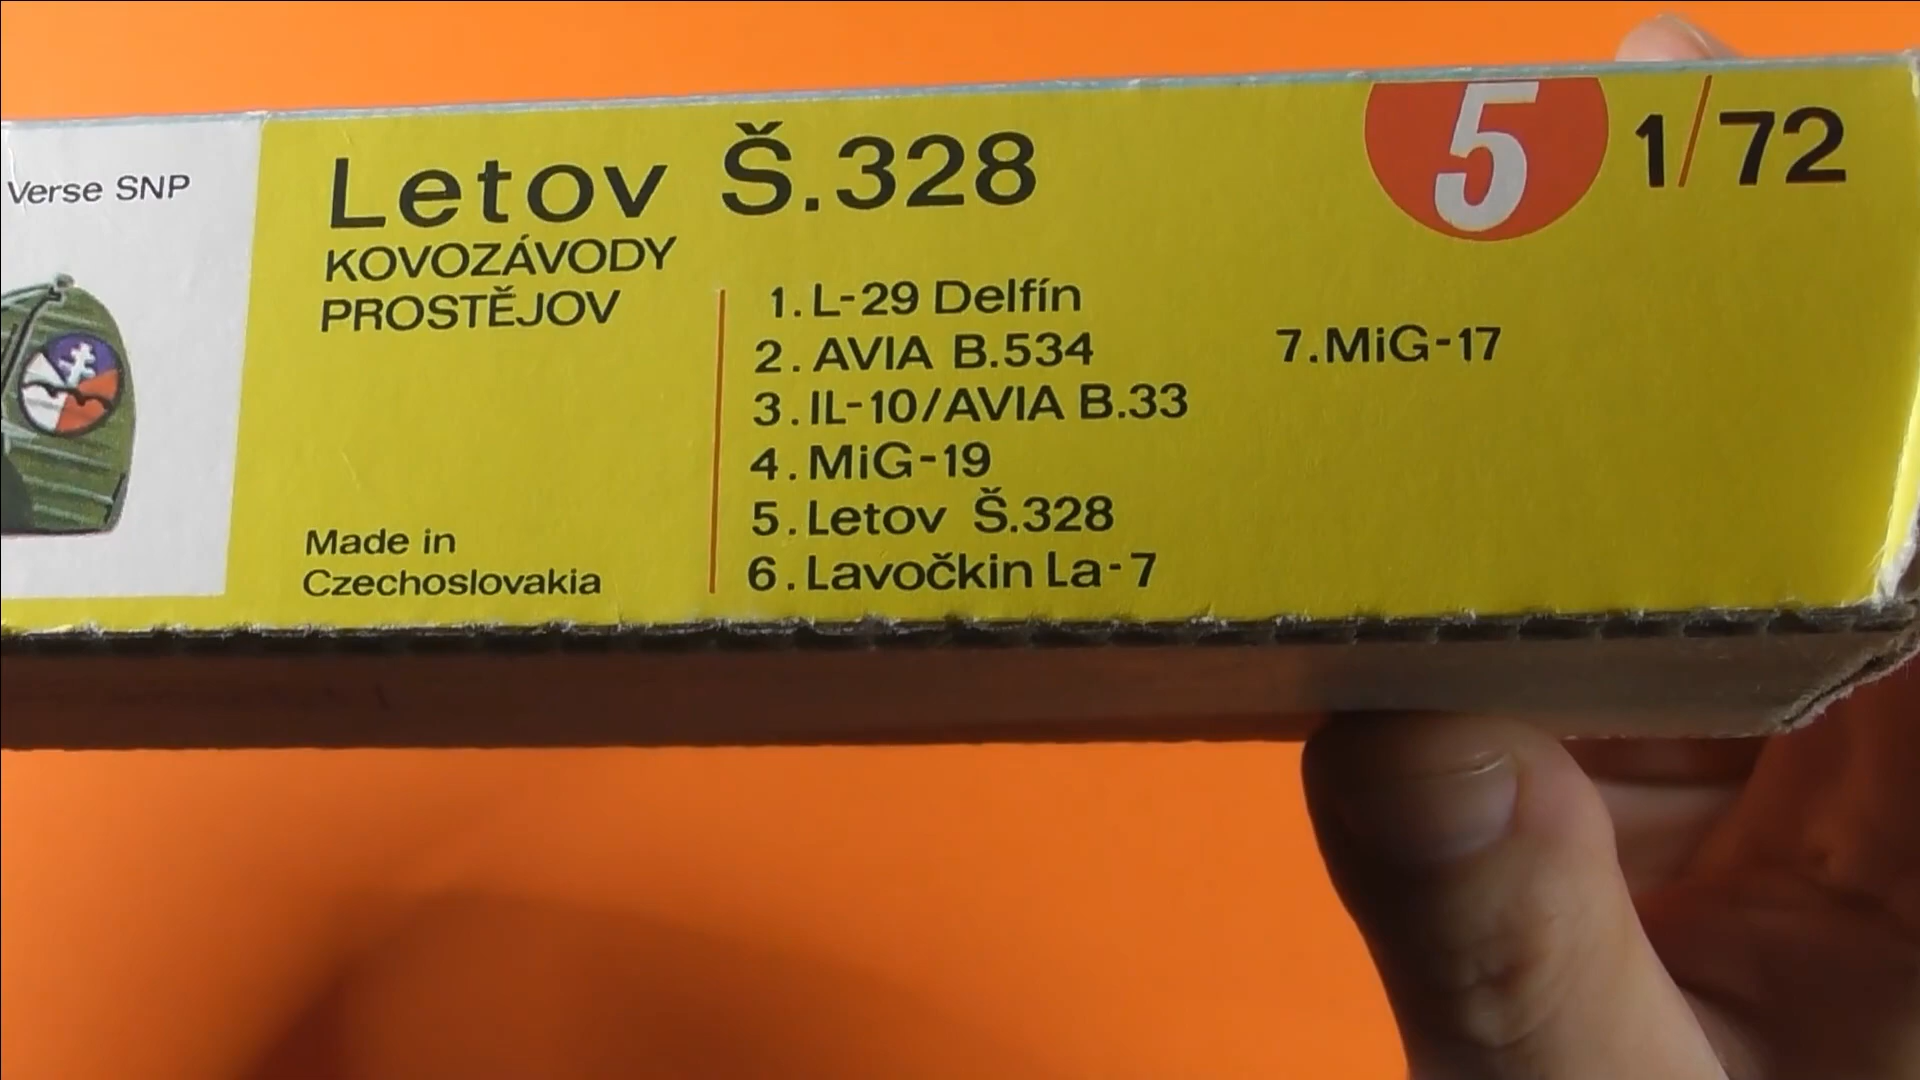 Verse SNP
Letov Š.328
KOVOZÁVODY
PROSTĚJOV
Made in
Czechoslovakia
1. L-29 Delfín
2. AVIA B.534
3. IL-10/AVIA B.33
4. MiG-19
5. Letov Š.328
6. Lavočkin La-7
7. MiG-17
5
1/72